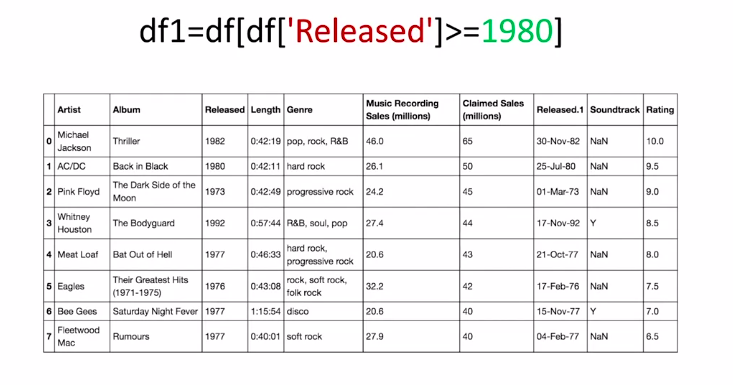 df1=df[df['Released']>=1980]
Artist Album Released Length Genre Music Recording Sales (millions) Claimed Sales (millions) Released.1 Soundtrack Rating
0 Michael Jackson Thriller 1982 0:42:19 pop, rock, R&B 46.0 65 30-Nov-82 NaN 10.0
1 AC/DC Back in Black 1980 0:42:11 hard rock 26.1 50 25-Jul-80 NaN 9.5
2 Pink Floyd The Dark Side of the Moon 1973 0:42:49 progressive rock 24.2 45 01-Mar-73 NaN 9.0
3 Whitney Houston The Bodyguard 1992 0:57:44 R&B, soul, pop 27.4 44 17-Nov-92 Y 8.5
4 Meat Loaf Bat Out of Hell 1977 0:46:33 hard rock, progressive rock 20.6 43 21-Oct-77 NaN 8.0
5 Eagles Their Greatest Hits (1971-1975) 1976 0:43:08 rock, soft rock, folk rock 32.2 42 17-Feb-76 NaN 7.5
6 Bee Gees Saturday Night Fever 1977 1:15:54 disco 20.6 40 15-Nov-77 Y 7.0
7 Fleetwood Mac Rumours 1977 0:40:01 soft rock 27.9 40 04-Feb-77 NaN 6.5